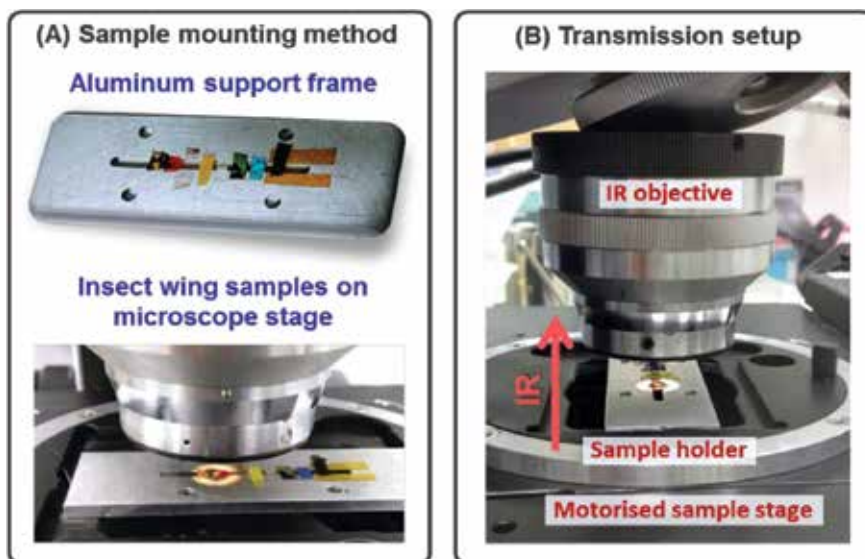 (A) Sample mounting method
Aluminum support frame
Insect wing samples on
microscope stage
(B) Transmission setup
IR objective
IR
Sample holder
Motorised sample stage